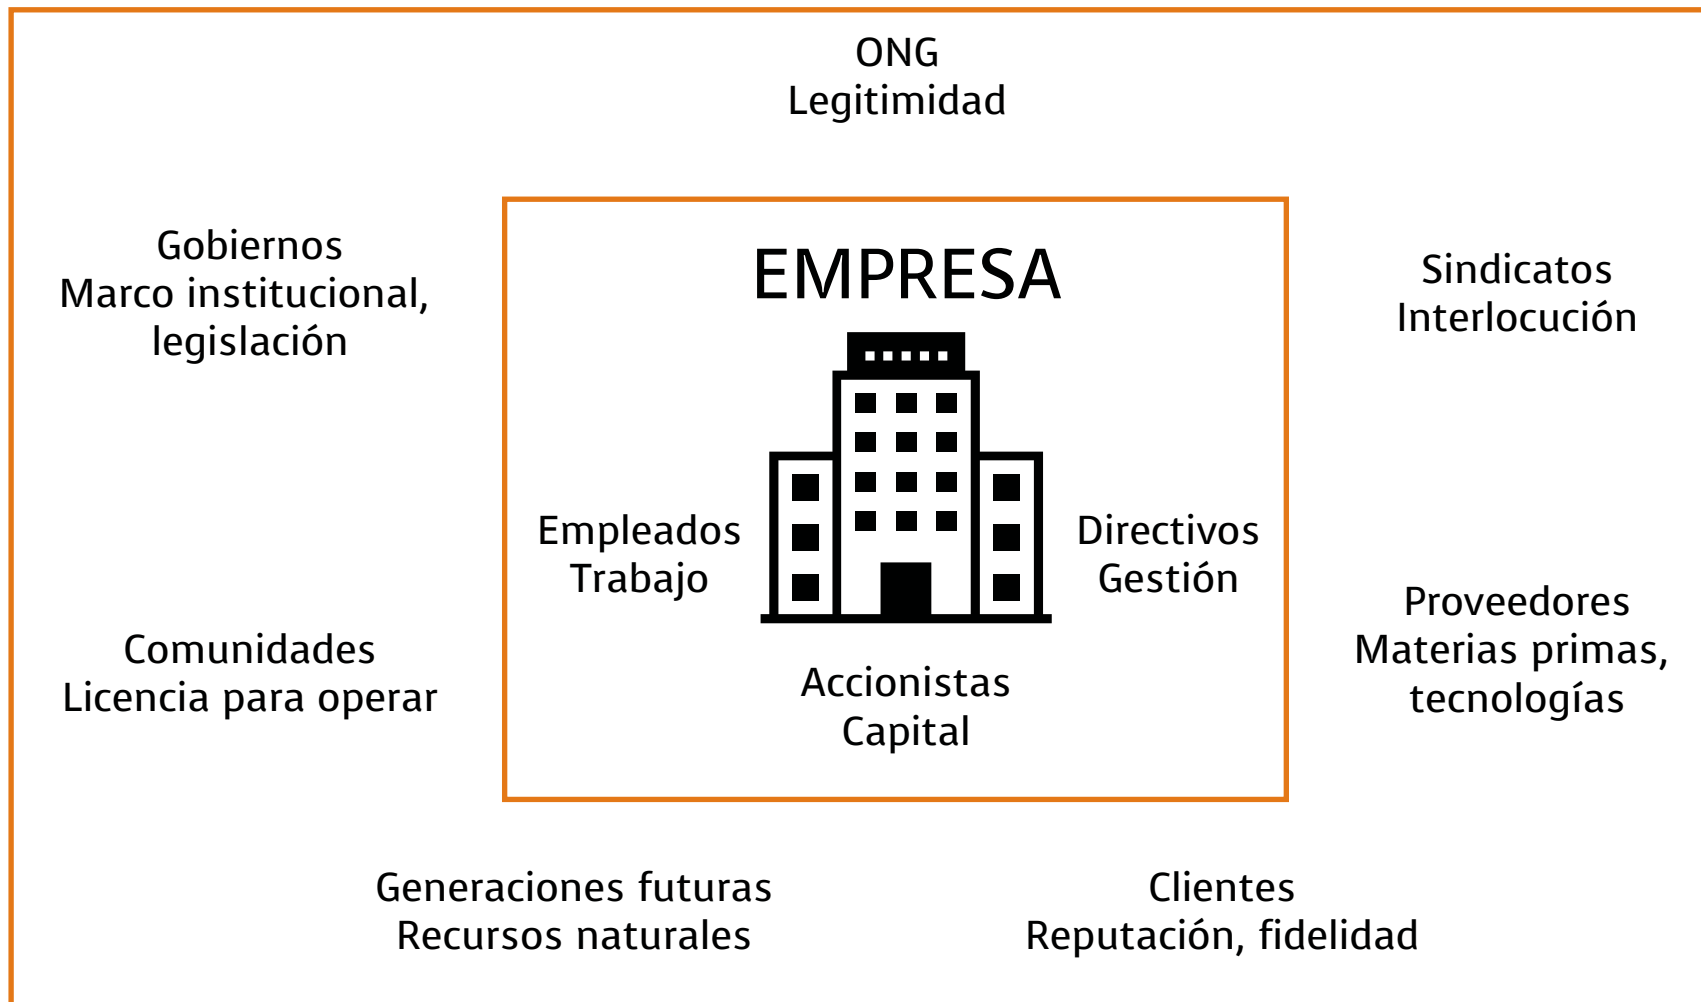 ONG
Legitimidad
Gobiernos
Marco institucional,
legislación
EMPRESA
Sindicatos
Interlocución
Empleados
Trabajo
Directivos
Gestión
Accionistas
Capital
Comunidades
Licencia para operar
Proveedores
Materias primas,
tecnologías
Generaciones futuras
Recursos naturales
Clientes
Reputación, fidelidad